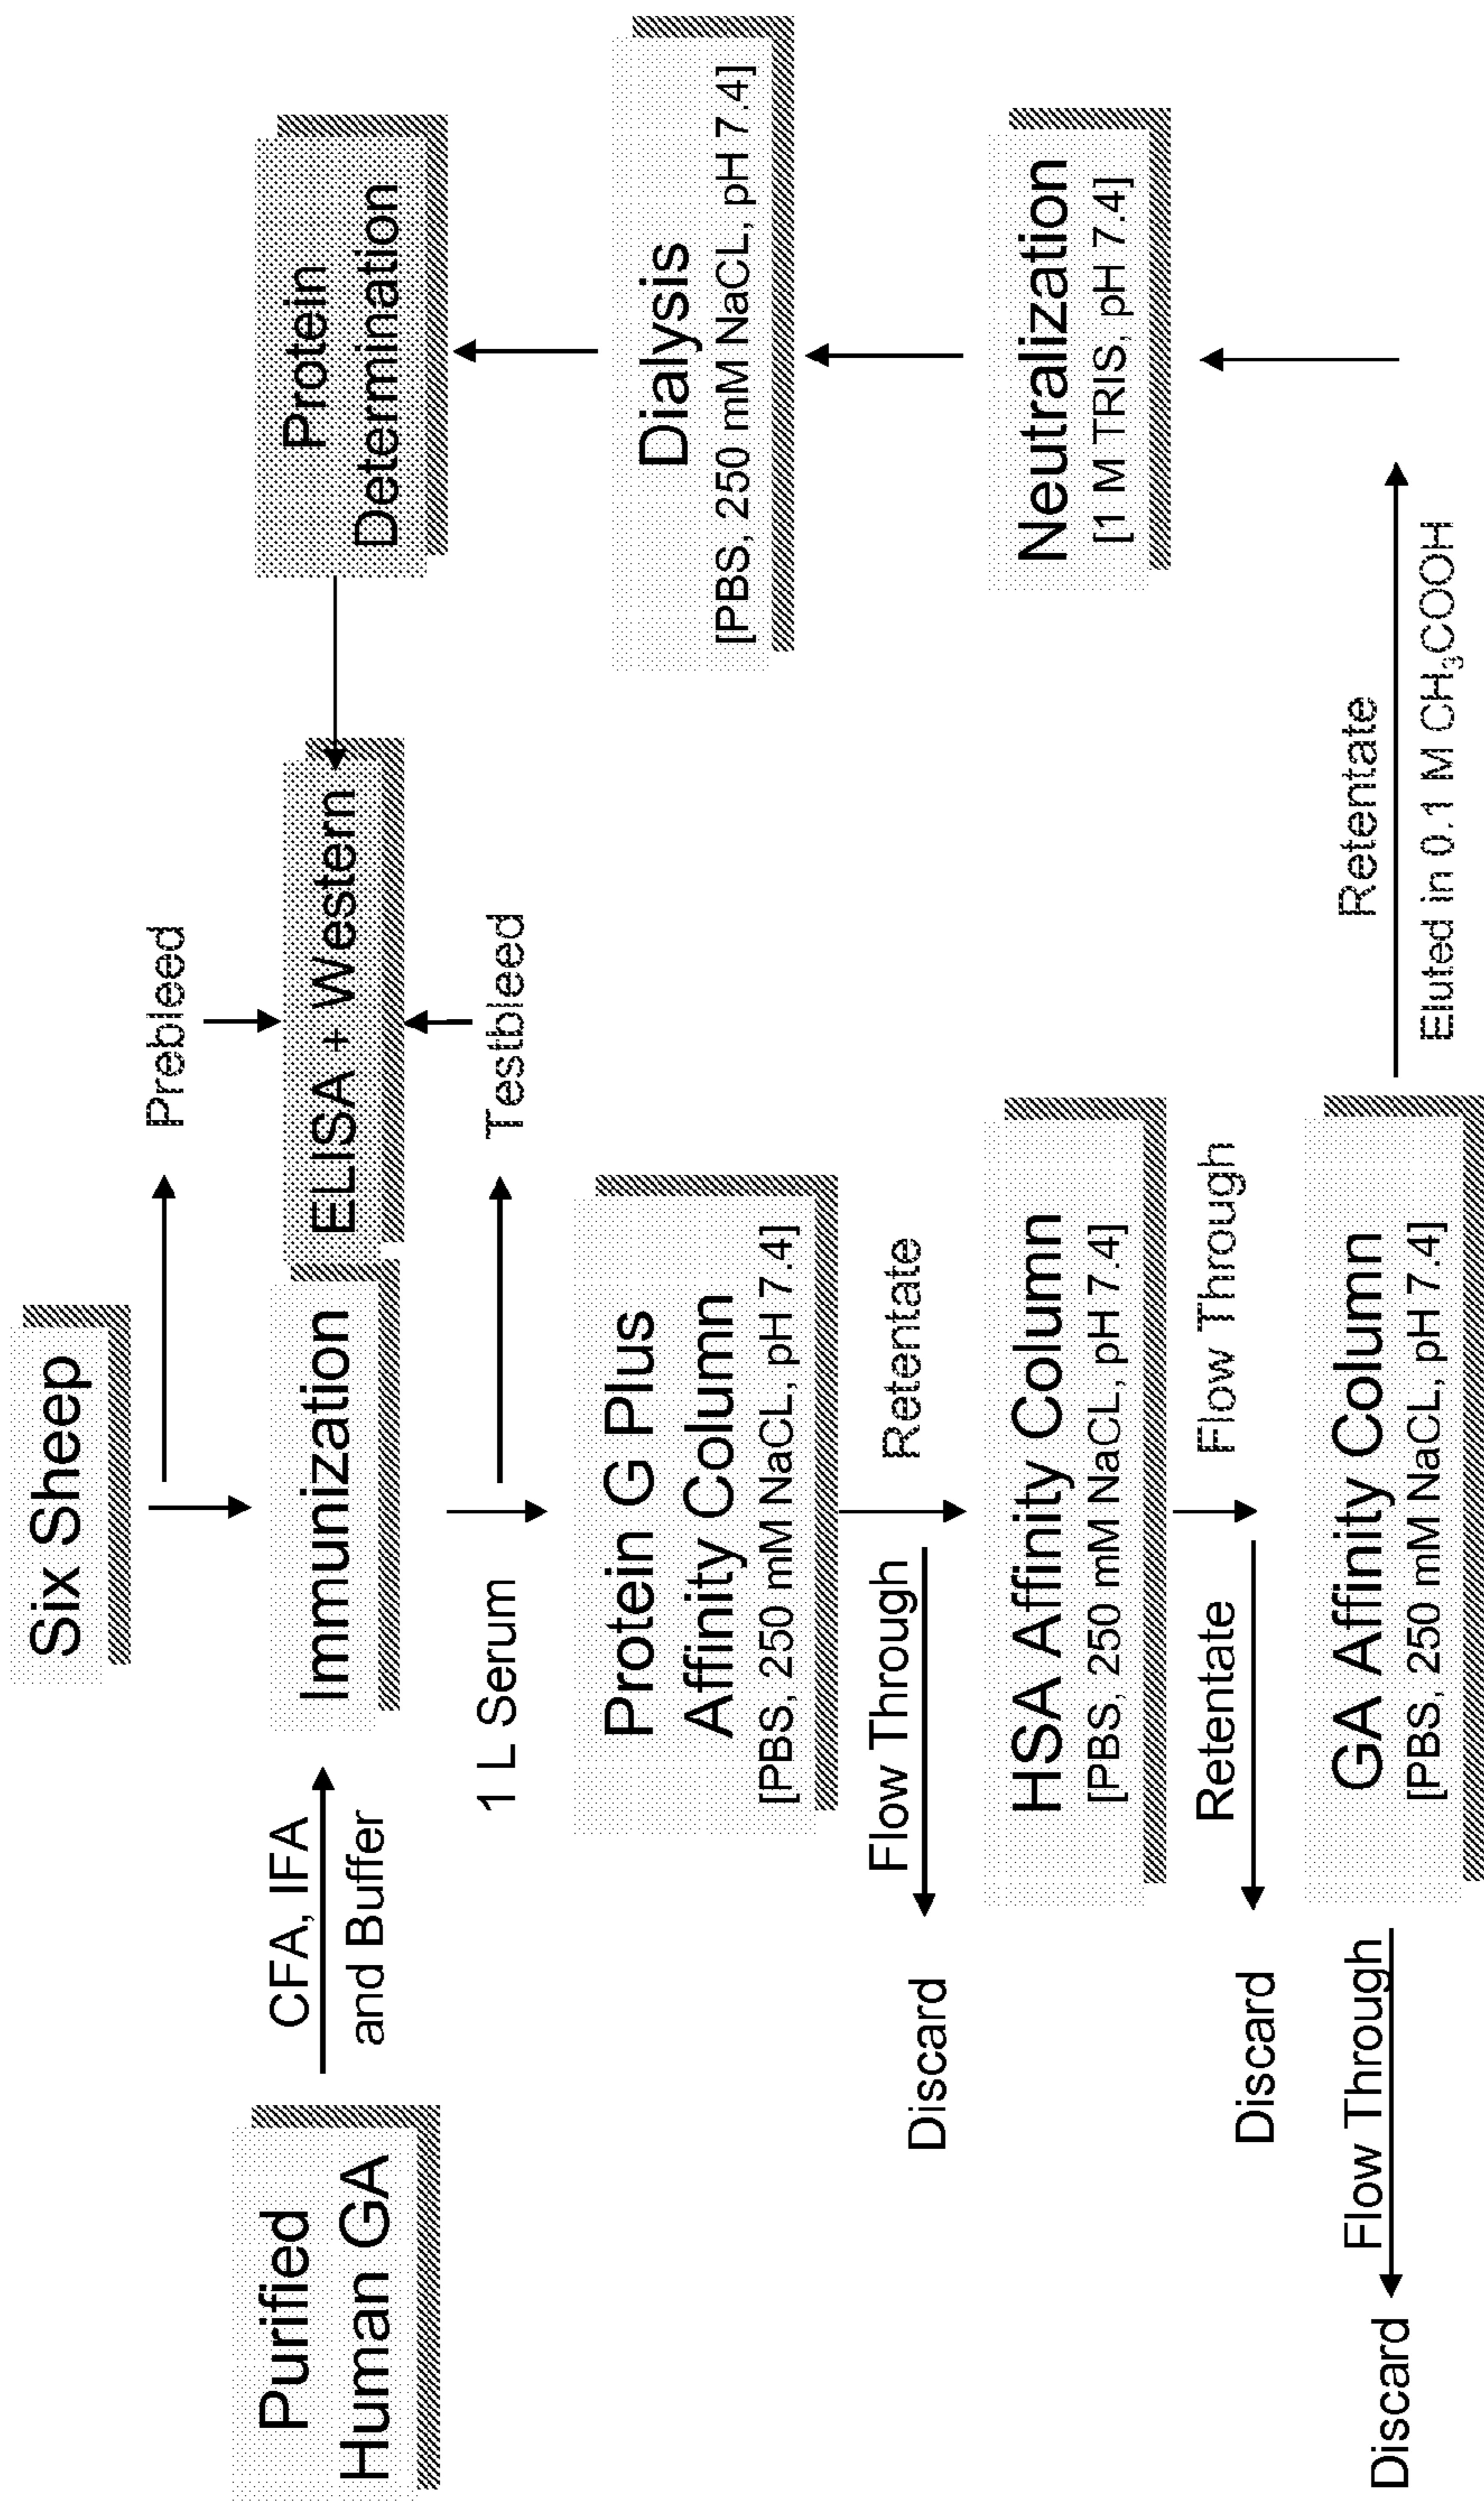 Six Sheep
Prebleed
Purified
Human GA
CFA, IFA
and Buffer
Immunization
ELISA + Western
Protein
Determination
1 L Serum
Testbleed
Protein G Plus
Affinity Column
[PBS, 250 mM NaCL, pH 7.4]
Dialysis
[PBS, 250 mM NaCL, pH 7.4]
Flow Through
Retentate
Discard
HSA Affinity Column
[PBS, 250 mM NaCL, pH 7.4]
Neutralization
[1 M TRIS, pH 7.4]
Retentate
Flow Through
Discard
GA Affinity Column
[PBS, 250 mM NaCL, pH 7.4]
Flow Through
Discard
Retentate
Eluted in 0.1 M CH₃COOH